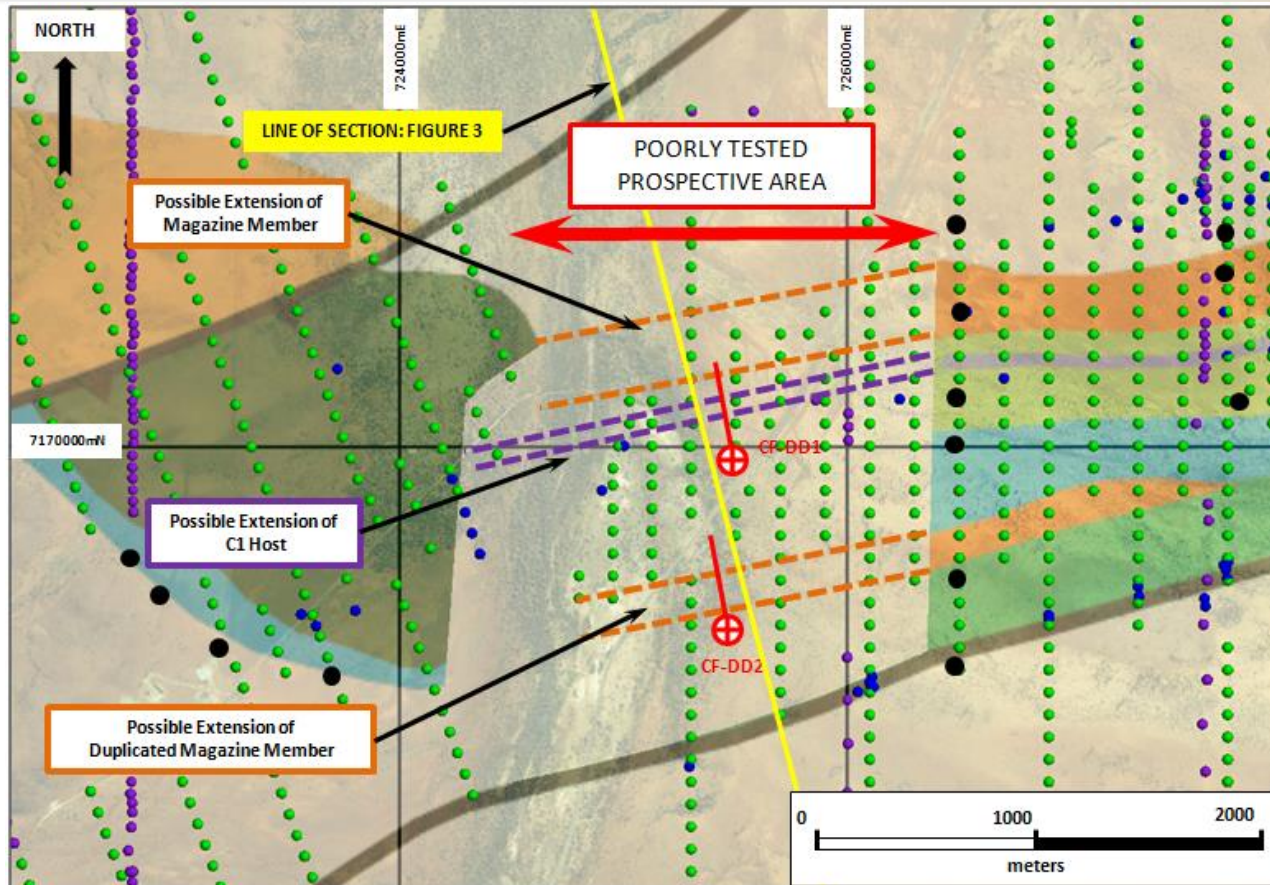 NORTH
724000mE
726000mE
LINE OF SECTION: FIGURE 3
POORLY TESTED
PROSPECTIVE AREA
Possible Extension of
Magazine Member
7170000mN
CF-DD1
Possible Extension of
C1 Host
CF-DD2
Possible Extension of
Duplicated Magazine Member
0 1000 2000
meters